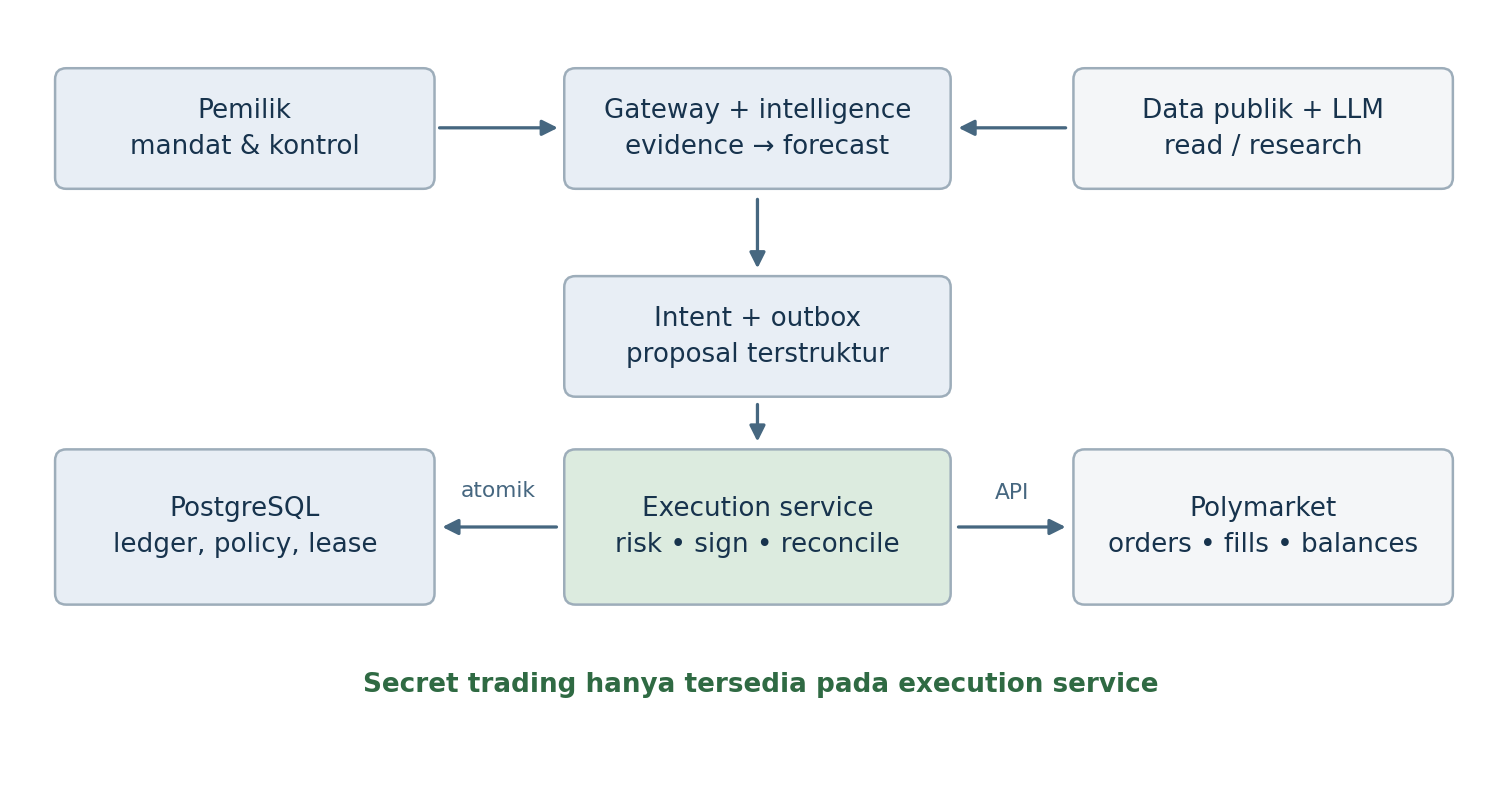 Pemilik
mandat & kontrol
Gateway + intelligence
evidence → forecast
Data publik + LLM
read / research
Intent + outbox
proposal terstruktur
PostgreSQL
ledger, policy, lease
atomik
Execution service
risk • sign • reconcile
API
Polymarket
orders • fills • balances
Secret trading hanya tersedia pada execution service